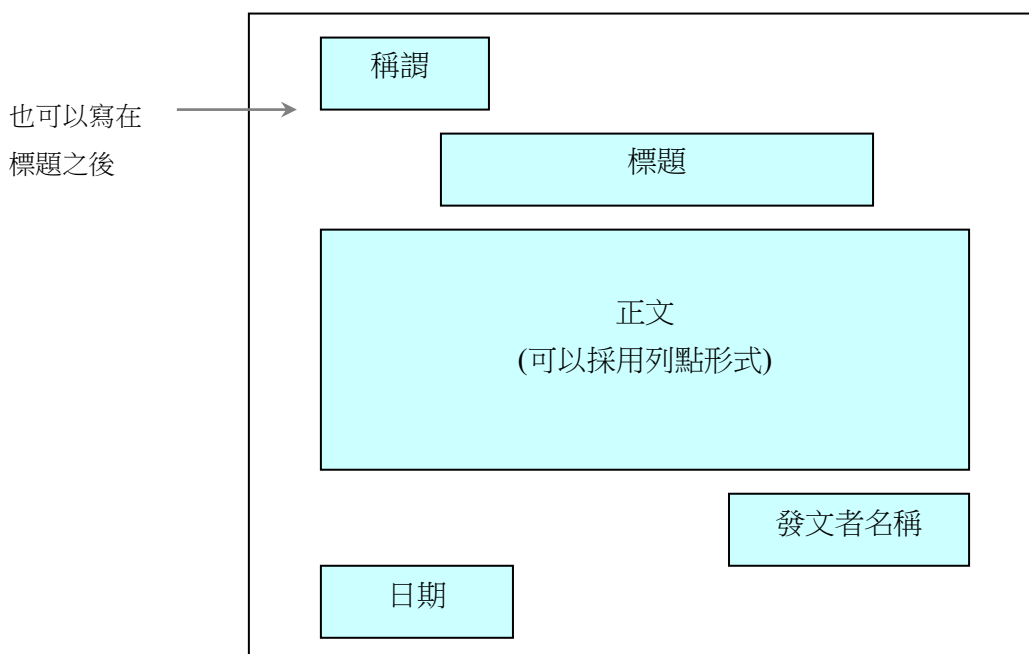 稱謂
也可以寫在
標題之後
標題
正文
(可以採用列點形式)
發文者名稱
日期